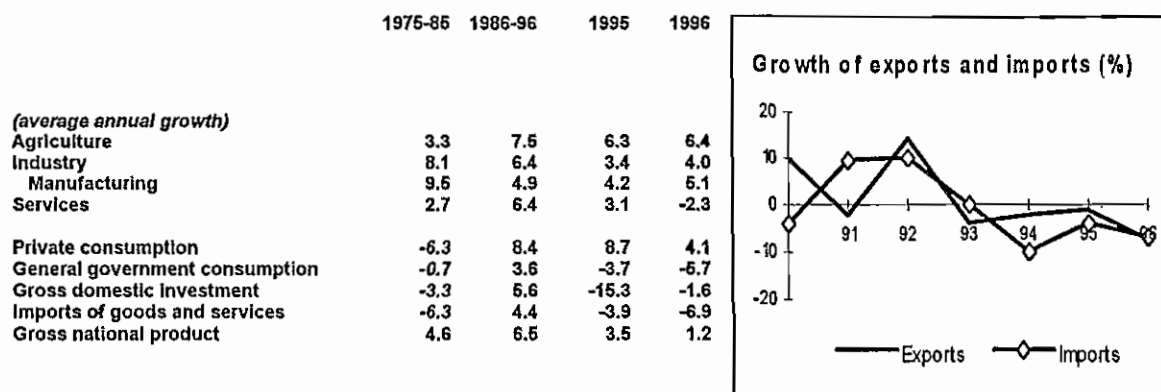 1975-85 1986-96 1995 1996
(average annual growth)
Agriculture 3.3 7.5 6.3 6.4
Industry 8.1 6.4 3.4 4.0
Manufacturing 9.5 4.9 4.2 5.1
Services 2.7 6.4 3.1 -2.3
Private consumption -6.3 8.4 8.7 4.1
General government consumption -0.7 3.6 -3.7 -5.7
Gross domestic investment -3.3 5.6 -15.3 -1.6
Imports of goods and services -6.3 4.4 -3.9 -6.9
Gross national product 4.6 6.5 3.5 1.2
Growth of exports and imports (%)
20
10
0
-10
-20
91 92 93 94 95 96
Exports Imports